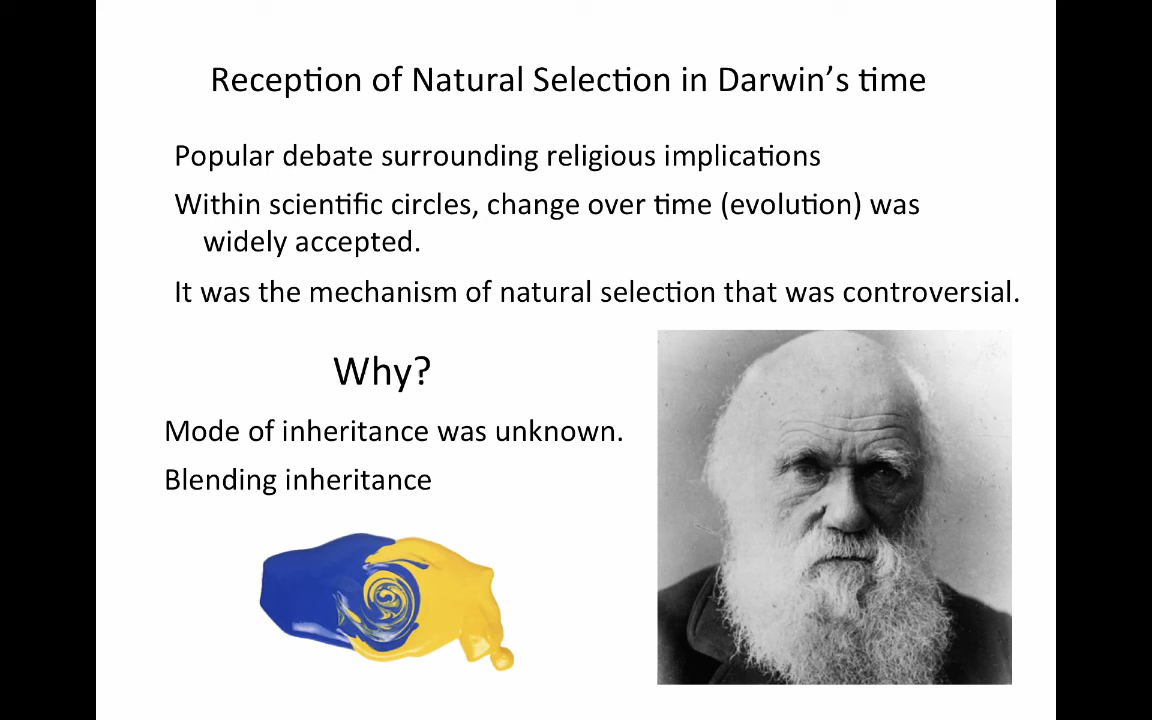 Reception of Natural Selection in Darwin’s time
Popular debate surrounding religious implications
Within scientific circles, change over time (evolution) was
widely accepted.
It was the mechanism of natural selection that was controversial.
Why?
Mode of inheritance was unknown.
Blending inheritance